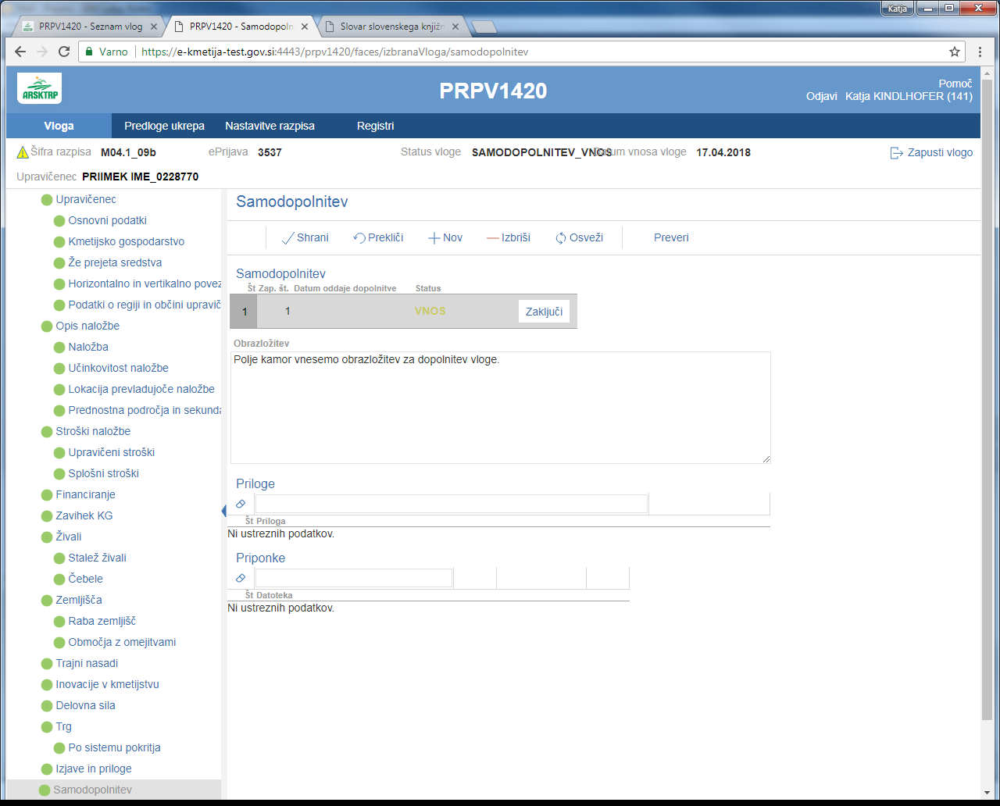 Katja
PRPV1420 - Seznam vlog
PRPV1420 - Samodopoln
Slovar slovenskega knjižn
Varno
https://e-kmetija-test.gov.si:4443/prpv1420/faces/izbranaVloga/samodopolnitev
ARSKTRP
PRPV1420
Pomoč
Odjavi Katja KINDLHOFER (141)
Vloga Predloge ukrepa Nastavitve razpisa Registri
Šifra razpisa M04.1_09b ePrijava 3537 Status vloge SAMODOPOLNITEV_VNOS Datum vnosa vloge 17.04.2018 Zapusti vlogo
Upravičenec PRIIMEK IME_0228770
Upravičenec
Osnovni podatki
Kmetijsko gospodarstvo
Že prejeta sredstva
Horizontalno in vertikalno povez
Podatki o regiji in občini upravič
Opis naložbe
Naložba
Učinkovitost naložbe
Lokacija prevladujoče naložbe
Prednostna področja in sekunda
Stroški naložbe
Upravičeni stroški
Splošni stroški
Financiranje
Zavihek KG
Živali
Stalež živali
Čebele
Zemljišča
Raba zemljišč
Območja z omejitvami
Trajni nasadi
Inovacije v kmetijstvu
Delovna sila
Trg
Po sistemu pokritja
Izjave in priloge
Samodopolnitev
Samodopolnitev
Shrani Prekliči Nov Izbriši Osveži Preveri
Samodopolnitev
Št Zap. št. Datum oddaje dopolnitve Status
1 1 VNOS Zaključi
Obrazložitev
Polje kamor vnesemo obrazložitev za dopolnitev vloge.
Priloge
Št Priloga
Ni ustreznih podatkov.
Priponke
Št Datoteka
Ni ustreznih podatkov.